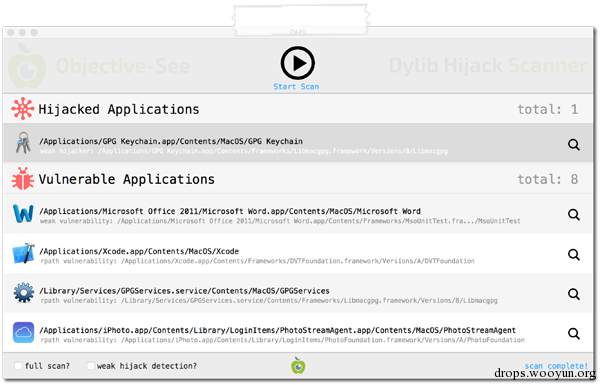 DHS
Objective-See
Dylib Hijack Scanner
Start Scan
Hijacked Applications total: 1
/Applications/GPG Keychain.app/Contents/MacOS/GPG Keychain
weak hijacker: /Applications/GPG Keychain.app/Contents/Frameworks/Libmacgpg.framework/Versions/B/Libmacgpg
Vulnerable Applications total: 8
/Applications/Microsoft Office 2011/Microsoft Word.app/Contents/MacOS/Microsoft Word
weak vulnerability: /Applications/Microsoft Office 2011/Microsoft Word.app/Contents/Frameworks/MsoUnitTest.fra.../MsoUnitTest
/Applications/Xcode.app/Contents/MacOS/Xcode
rpath vulnerability: /Applications/Xcode.app/Contents/Frameworks/DVTFoundation.framework/Versions/A/DVTFoundation
/Library/Services/GPGServices.service/Contents/MacOS/GPGServices
rpath vulnerability: /Library/Services/GPGServices.service/Contents/Frameworks/Libmacgpg.framework/Versions/B/Libmacgpg
/Applications/iPhoto.app/Contents/Library/LoginItems/PhotoStreamAgent.app/Contents/MacOS/PhotoStreamAgent
rpath vulnerability: /Applications/iPhoto.app/Contents/Library/LoginItems/PhotoFoundation.framework/Versions/A/PhotoFoundation
full scan? weak hijack detection? scan complete!
drops.wooyun.org